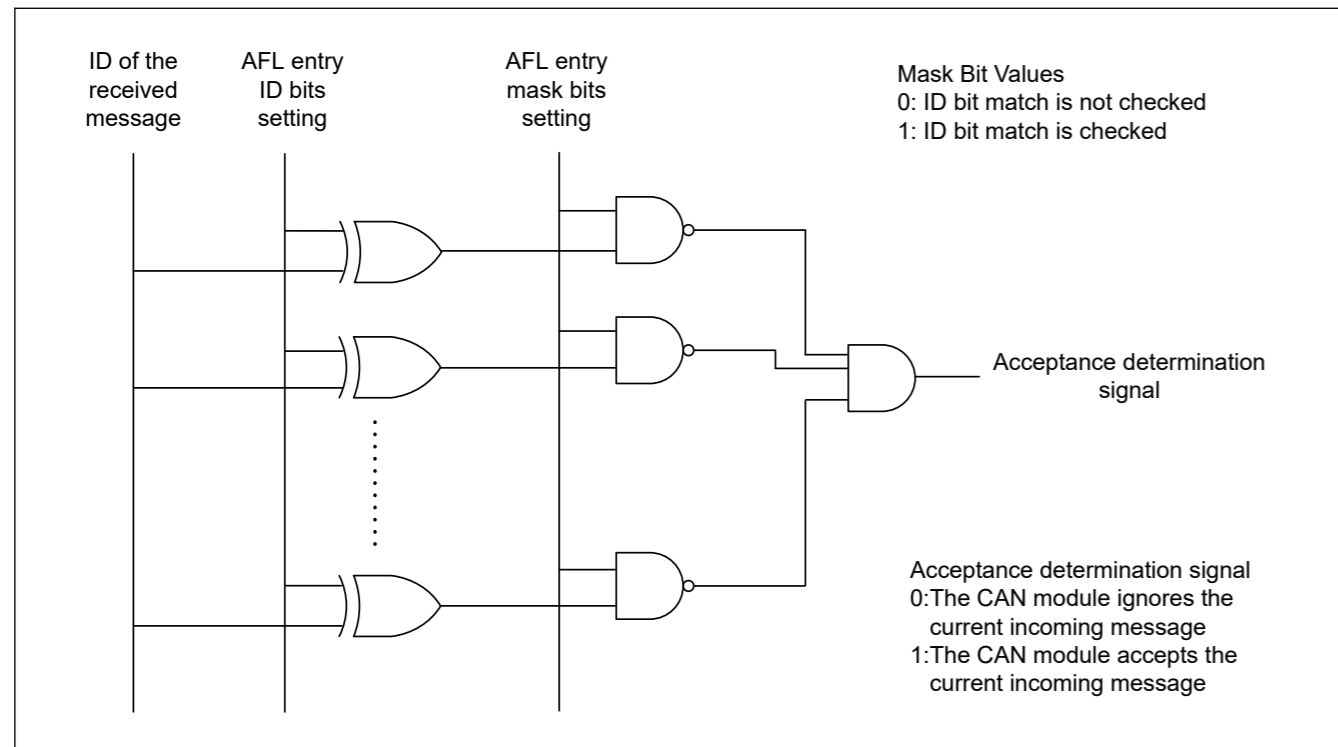 ID of the
received
message
AFL entry
ID bits
setting
AFL entry
mask bits
setting
Mask Bit Values
0: ID bit match is not checked
1: ID bit match is checked
Acceptance determination
signal
Acceptance determination signal
0:The CAN module ignores the
current incoming message
1:The CAN module accepts the
current incoming message